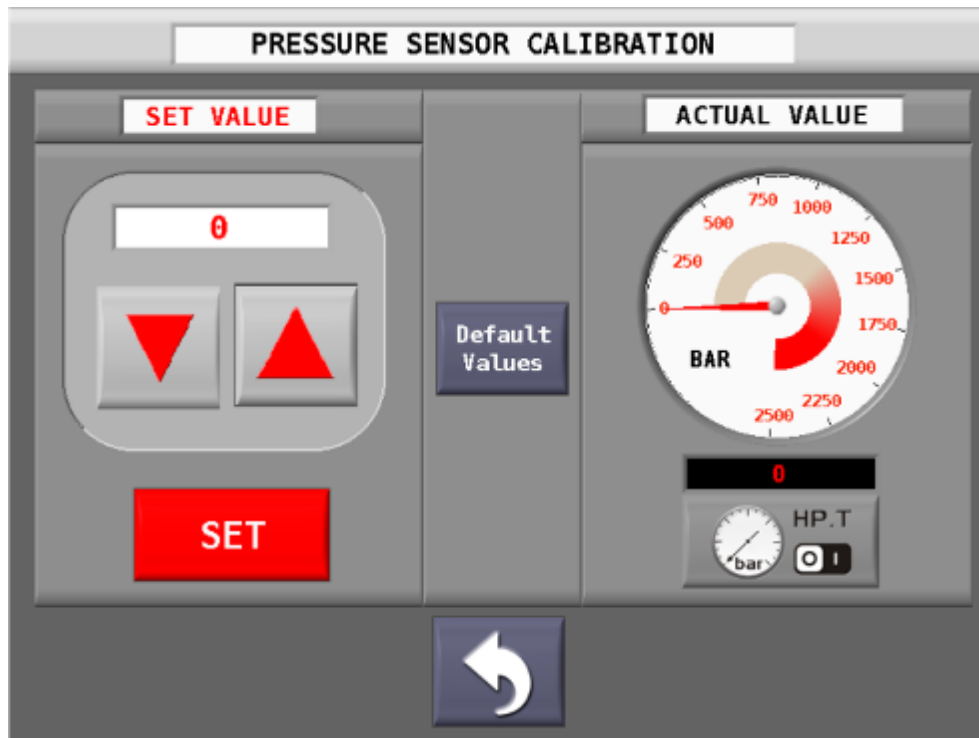 PRESSURE SENSOR CALIBRATION
SET VALUE
0
SET
Default
Values
ACTUAL VALUE
0
250
500
750
1000
1250
1500
1750
2000
2250
2500
BAR
0
HP.T
bar
O I